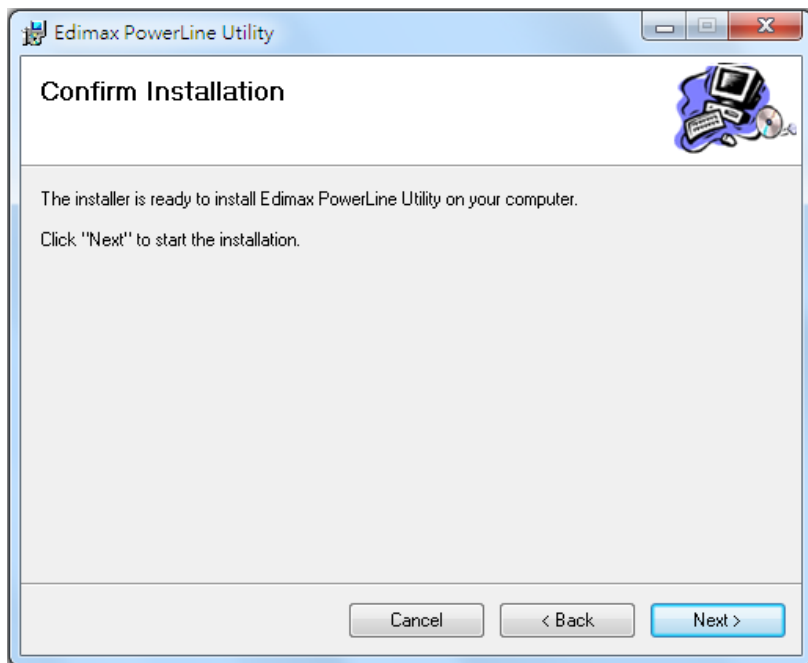 Edimax PowerLine Utility
Confirm Installation
The installer is ready to install Edimax PowerLine Utility on your computer.
Click "Next" to start the installation.
Cancel
< Back
Next >